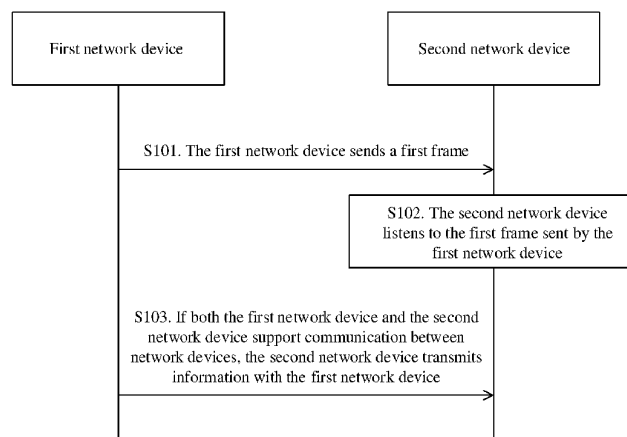 First network device
Second network device
S101. The first network device sends a first frame
S102. The second network device
listens to the first frame sent by the
first network device
S103. If both the first network device and the second
network device support communication between
network devices, the second network device transmits
information with the first network device